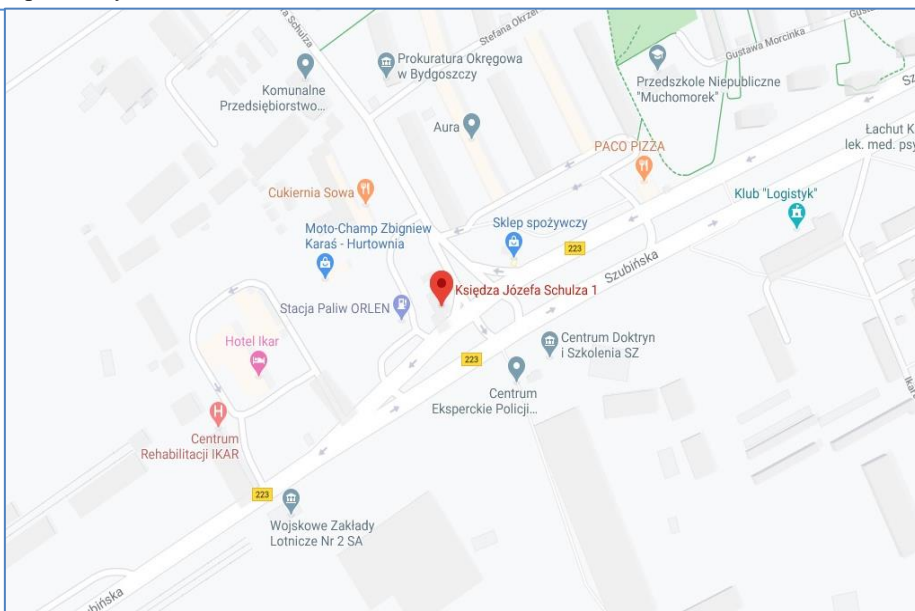 a Schulza
Stefana Okrzei
Gustawa Morcinka
Prokuratura Okręgowa
w Bydgoszczy
Komunalne
Przedsiębiorstwo...
Przedszkole Niepubliczne
"Muchomorek"
Aura
Łachut K
lek. med. psy
PACO PIZZA
Cukiernia Sowa
Klub "Logistyk"
Moto-Champ Zbigniew
Karaś - Hurtownia
Sklep spożywczy
223
Szubińska
Księdza Józefa Schulza 1
Stacja Paliw ORLEN
Hotel Ikar
Centrum Doktryn
i Szkolenia SZ
223
Centrum
Eksperckie Policji...
Centrum
Rehabilitacji IKAR
223
Wojskowe Zakłady
Lotnicze Nr 2 SA
zubińska